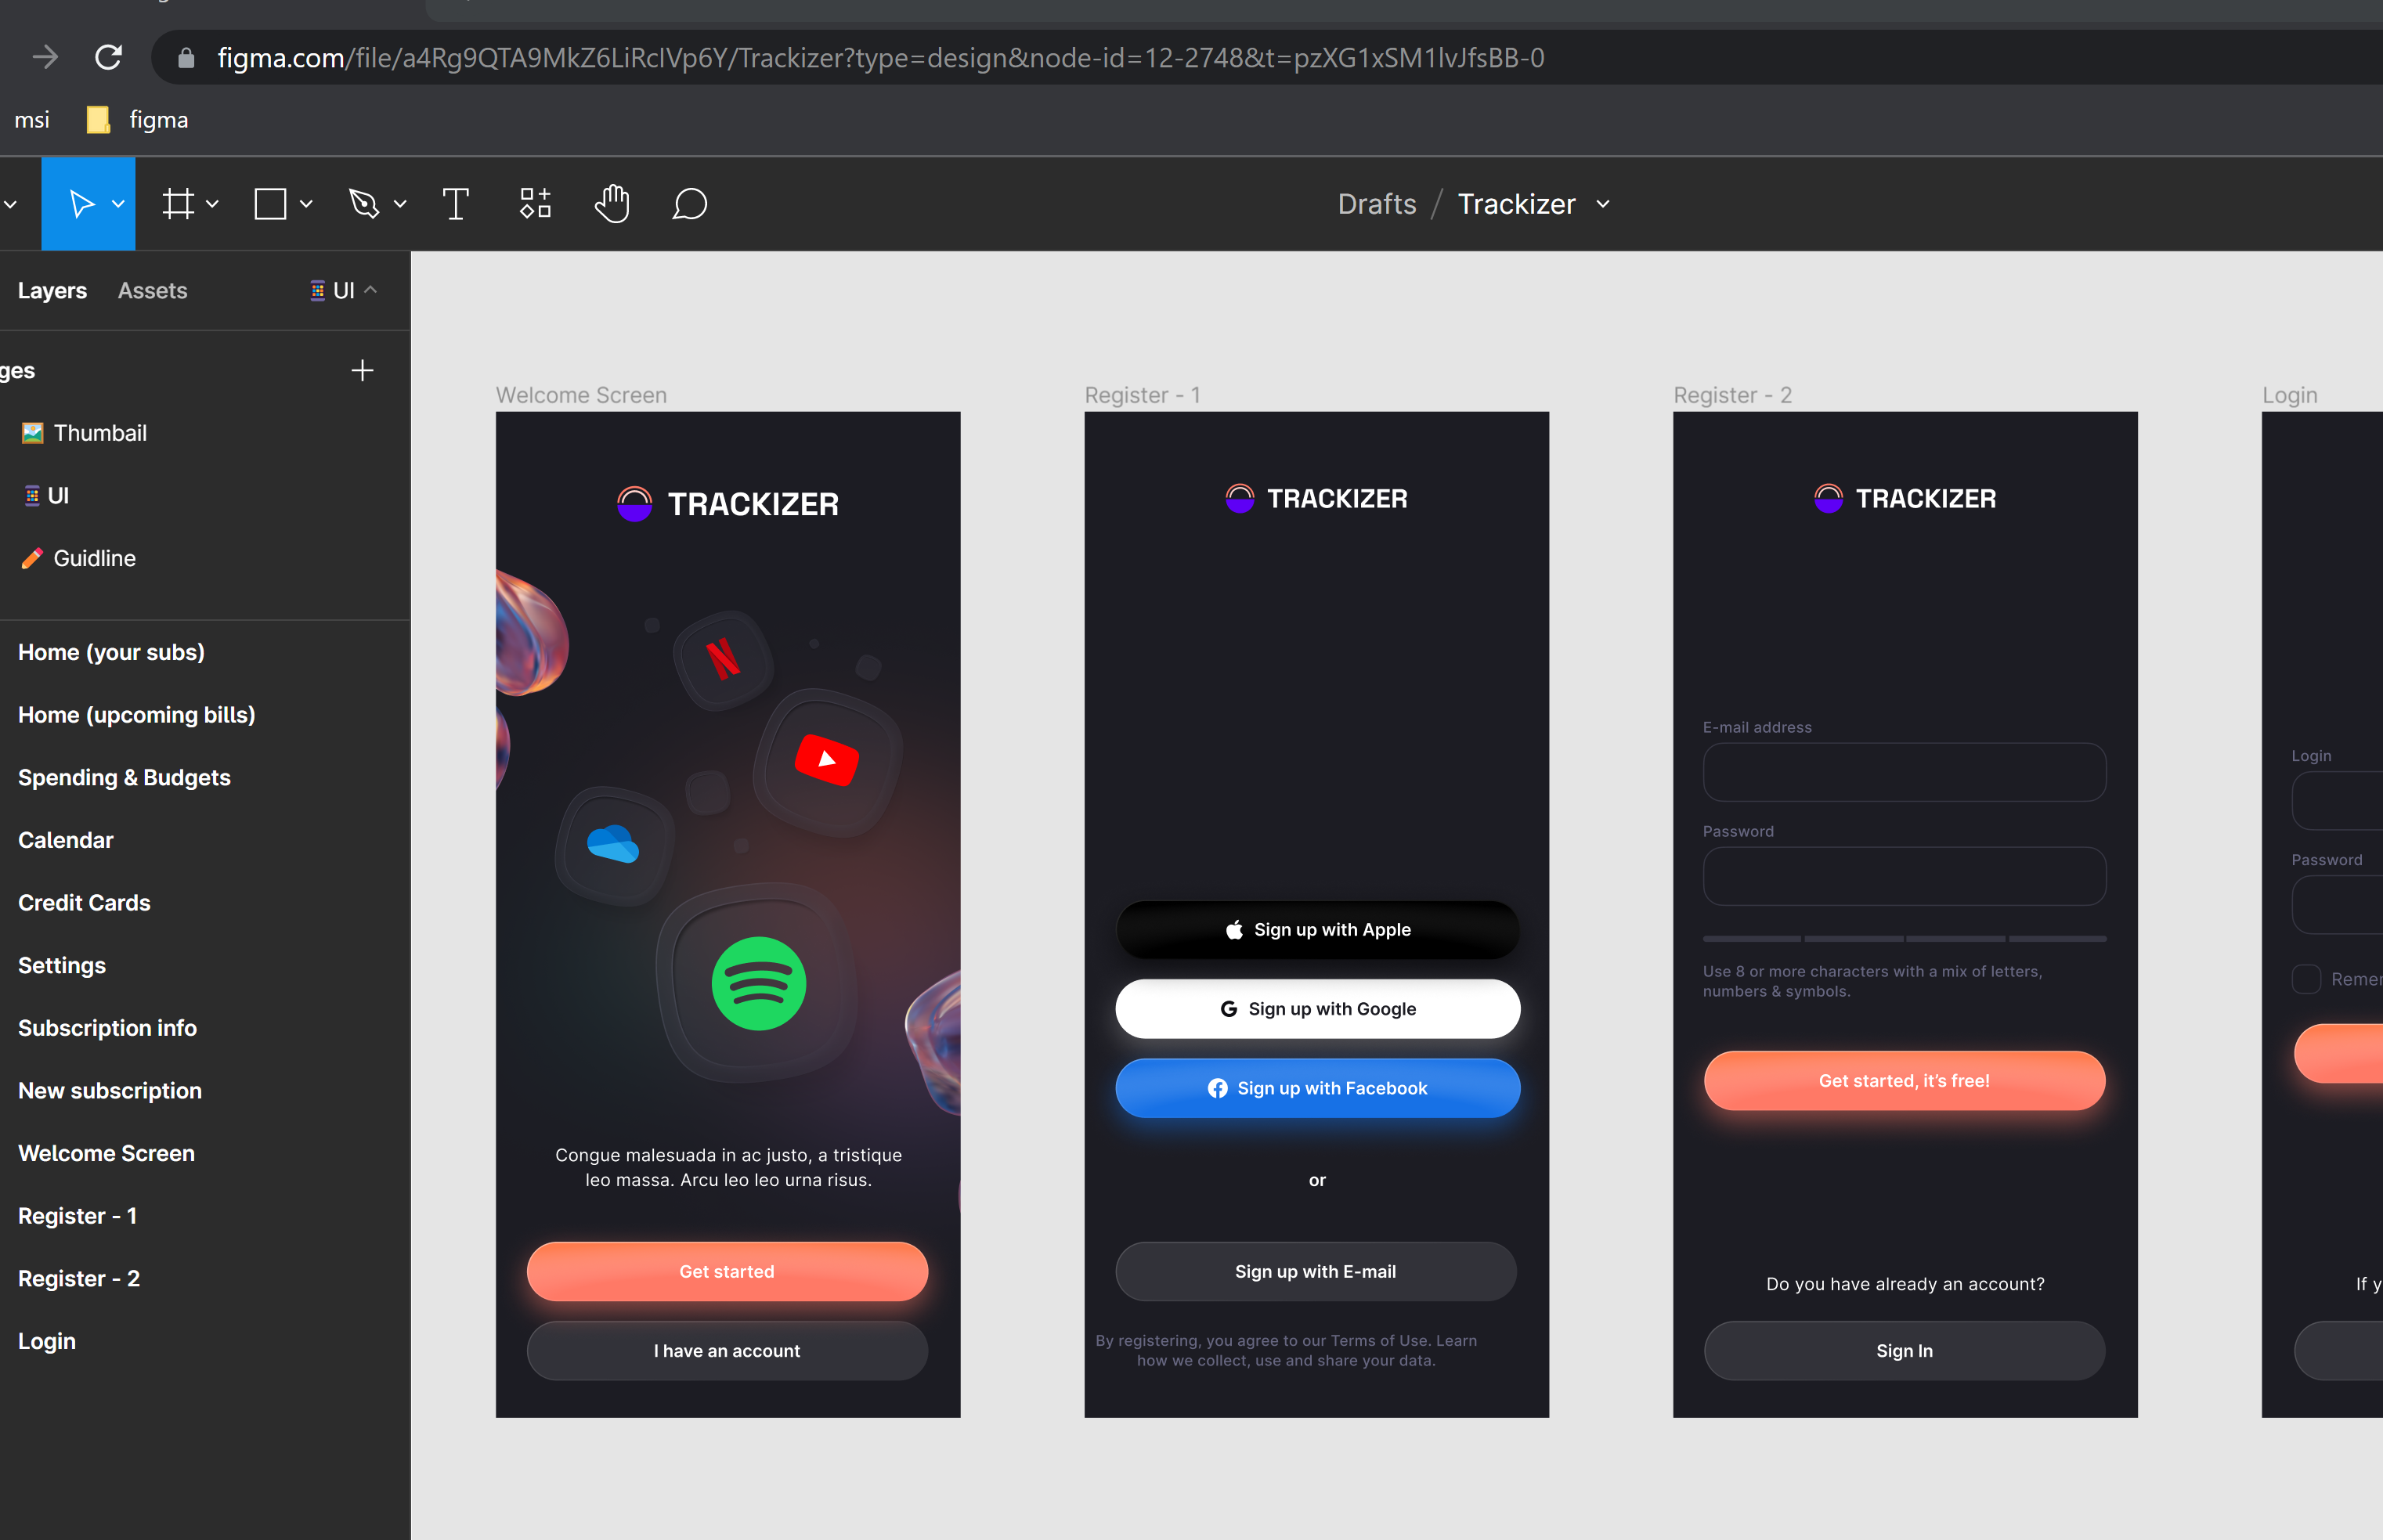 figma.com/file/a4Rg9QTA9MkZ6LiRcIVp6Y/Trackizer?type=design&node-id=12-2748&t=pzXG1xSM1lvJfsBB-0
msi figma
Drafts / Trackizer
Layers Assets UI
ges
Thumbail
UI
Guidline
Home (your subs)
Home (upcoming bills)
Spending & Budgets
Calendar
Credit Cards
Settings
Subscription info
New subscription
Welcome Screen
Register - 1
Register - 2
Login
Welcome Screen
TRACKIZER
Congue malesuada in ac justo, a tristique
leo massa. Arcu leo leo urna risus.
Get started
I have an account
Register - 1
TRACKIZER
Sign up with Apple
Sign up with Google
Sign up with Facebook
or
Sign up with E-mail
By registering, you agree to our Terms of Use. Learn
how we collect, use and share your data.
Register - 2
TRACKIZER
E-mail address
Password
Use 8 or more characters with a mix of letters,
numbers & symbols.
Get started, it's free!
Do you have already an account?
Sign In
Login
Login
Password
Remer
If y